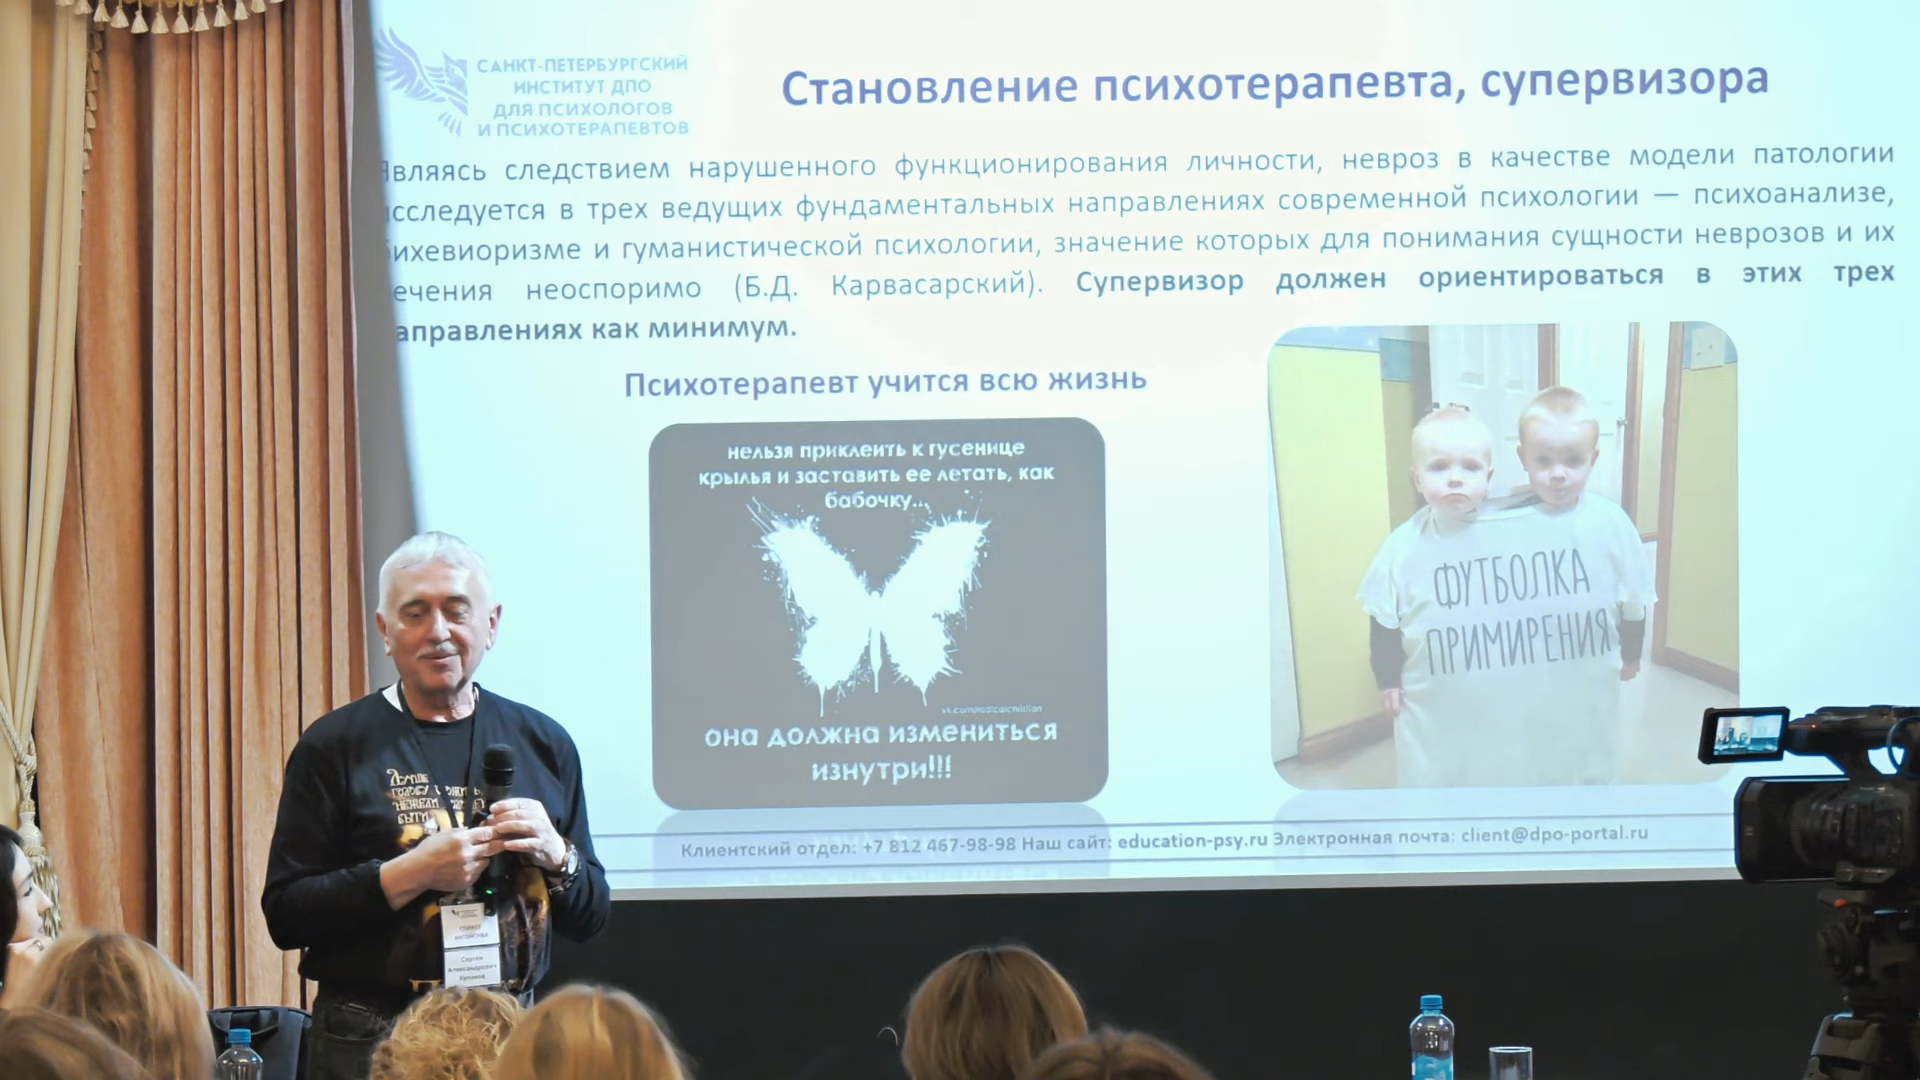 САНКТ-ПЕТЕРБУРГСКИЙ
ИНСТИТУТ ДПО
ДЛЯ ПСИХОЛОГОВ
И ПСИХОТЕРАПЕВТОВ
Становление психотерапевта, супервизора
Являясь следствием нарушенного функционирования личности, невроз в качестве модели патологии
исследуется в трех ведущих фундаментальных направлениях современной психологии — психоанализе,
бихевиоризме и гуманистической психологии, значение которых для понимания сущности неврозов и их
лечения неоспоримо (Б.Д. Карвасарский). Супервизор должен ориентироваться в этих трех
направлениях как минимум.
Психотерапевт учится всю жизнь
нельзя приклеить к гусенице
крылья и заставить ее летать, как
бабочку...
она должна измениться
изнутри!!!
ФУТБОЛКА
ПРИМИРЕНИЯ
Клиентский отдел: +7 812 467-98-98 Наш сайт: education-psy.ru Электронная почта: client@dpo-portal.ru
Сергей
Александрович